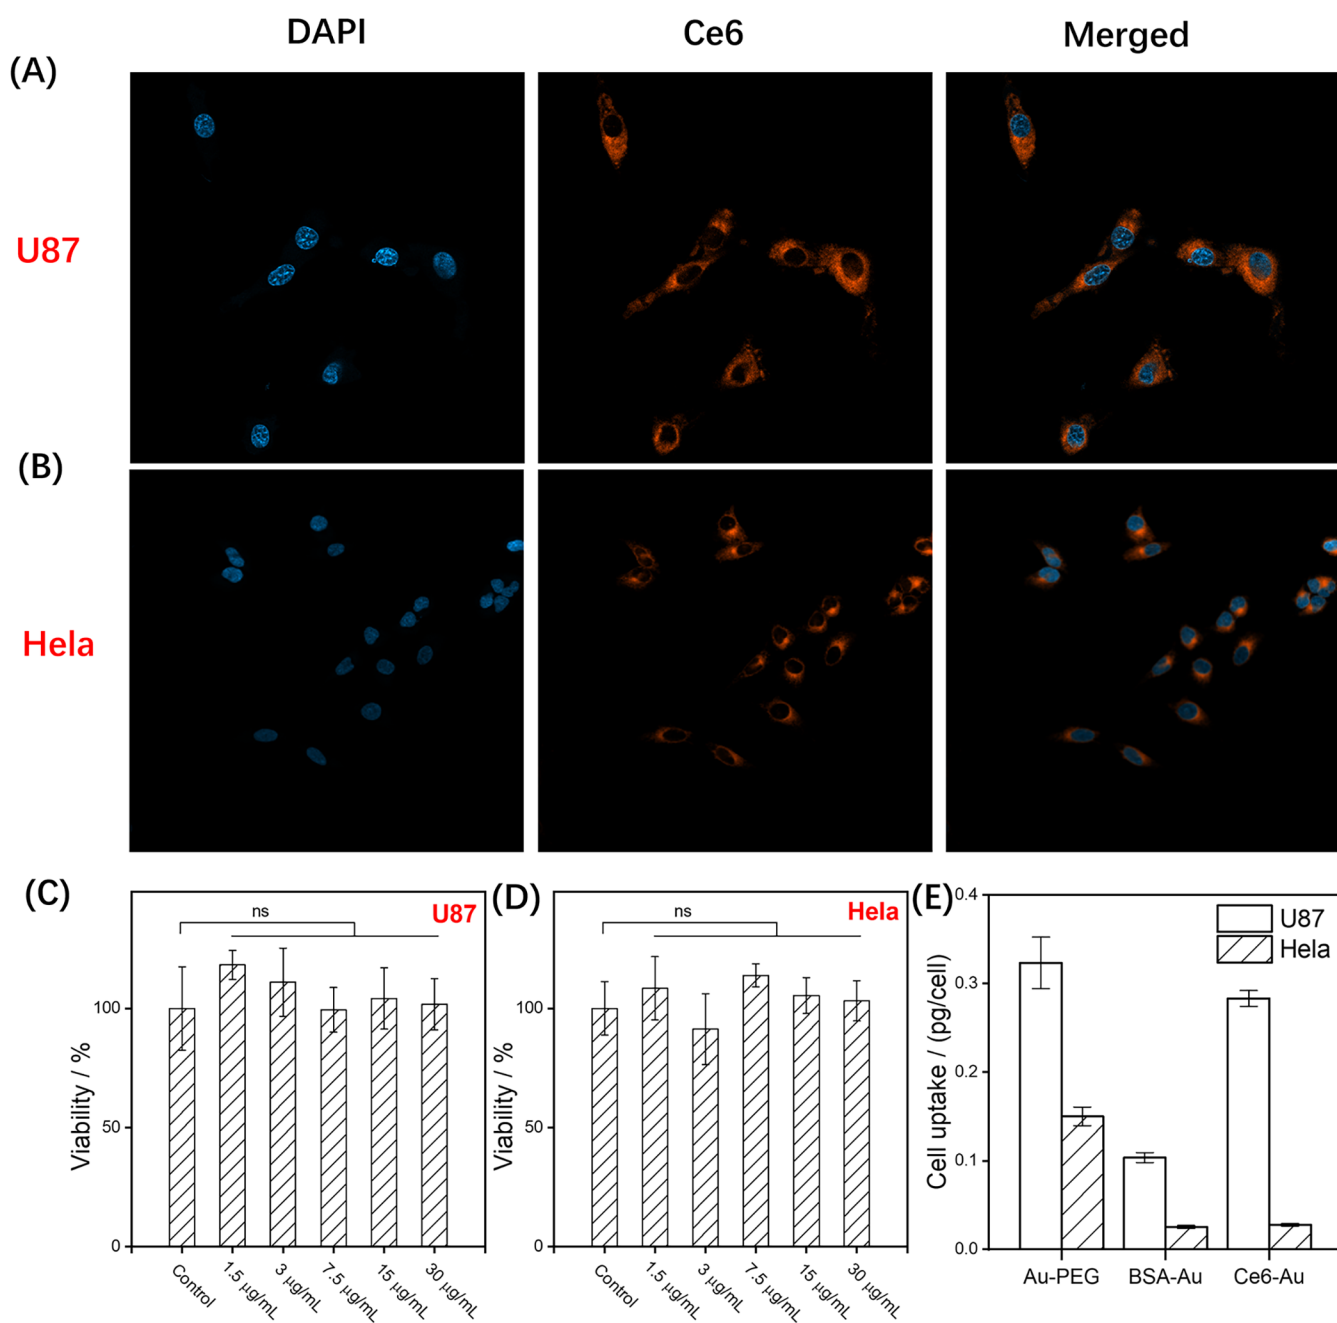 DAPI Ce6 Merged
(A)
U87
(B)
Hela
(C) (D) (E)
ns U87
ns Hela
U87
Hela
Viability / %
100
50
0
Control 1.5 μg/mL 3 μg/mL 7.5 μg/mL 15 μg/mL 30 μg/mL
Viability / %
100
50
0
Control 1.5 μg/mL 3 μg/mL 7.5 μg/mL 15 μg/mL 30 μg/mL
Cell uptake / (pg/cell)
0.4
0.3
0.2
0.1
0.0
Au-PEG BSA-Au Ce6-Au